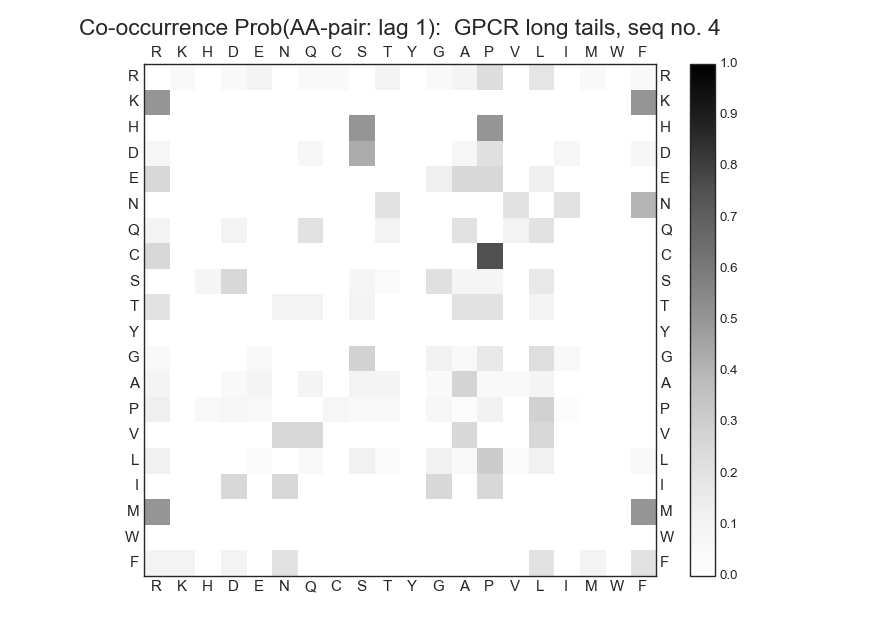 Co-occurrence Prob(AA-pair: lag 1):  GPCR long tails, seq no. 4
R K H D E N Q C S T Y G A P V L I M W F
R R 1.0
K K 0.9
H H
D D 0.8
E E
N N 0.7
Q Q
C C 0.6
S S
T T 0.5
Y Y
G G 0.4
A A
P P 0.3
V V
L L 0.2
I I
M M 0.1
W W
F F 0.0
R K H D E N Q C S T Y G A P V L I M W F